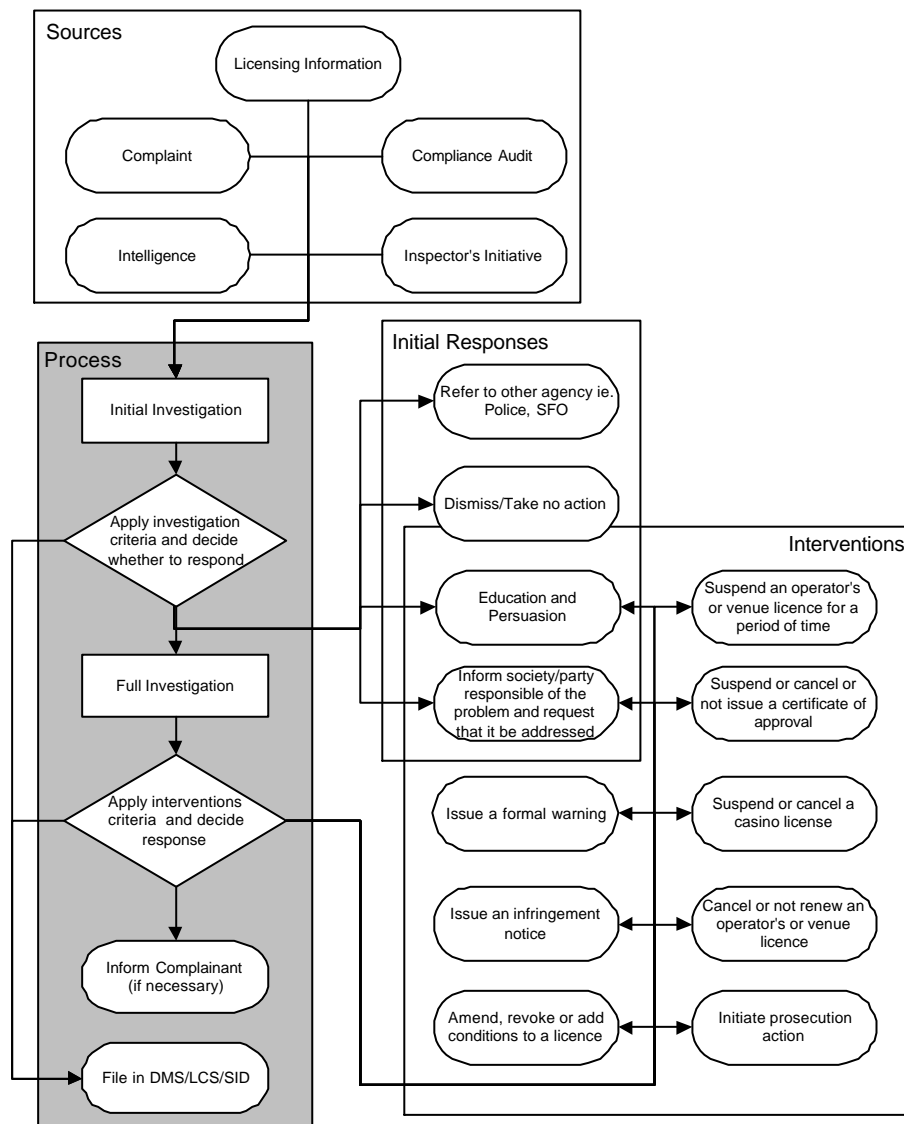 Sources
Licensing Information
Complaint
Compliance Audit
Intelligence
Inspector's Initiative
Process
Initial Investigation
Apply investigation
criteria and decide
whether to respond
Full Investigation
Apply interventions
criteria and decide
response
Inform Complainant
(if necessary)
File in DMS/LCS/SID
Initial Responses
Refer to other agency ie.
Police, SFO
Dismiss/Take no action
Education and
Persuasion
Inform society/party
responsible of the
problem and request
that it be addressed
Interventions
Suspend an operator's
or venue licence for a
period of time
Suspend or cancel or
not issue a certificate of
approval
Issue a formal warning
Suspend or cancel a
casino license
Issue an infringement
notice
Cancel or not renew an
operator's or venue
licence
Amend, revoke or add
conditions to a licence
Initiate prosecution
action